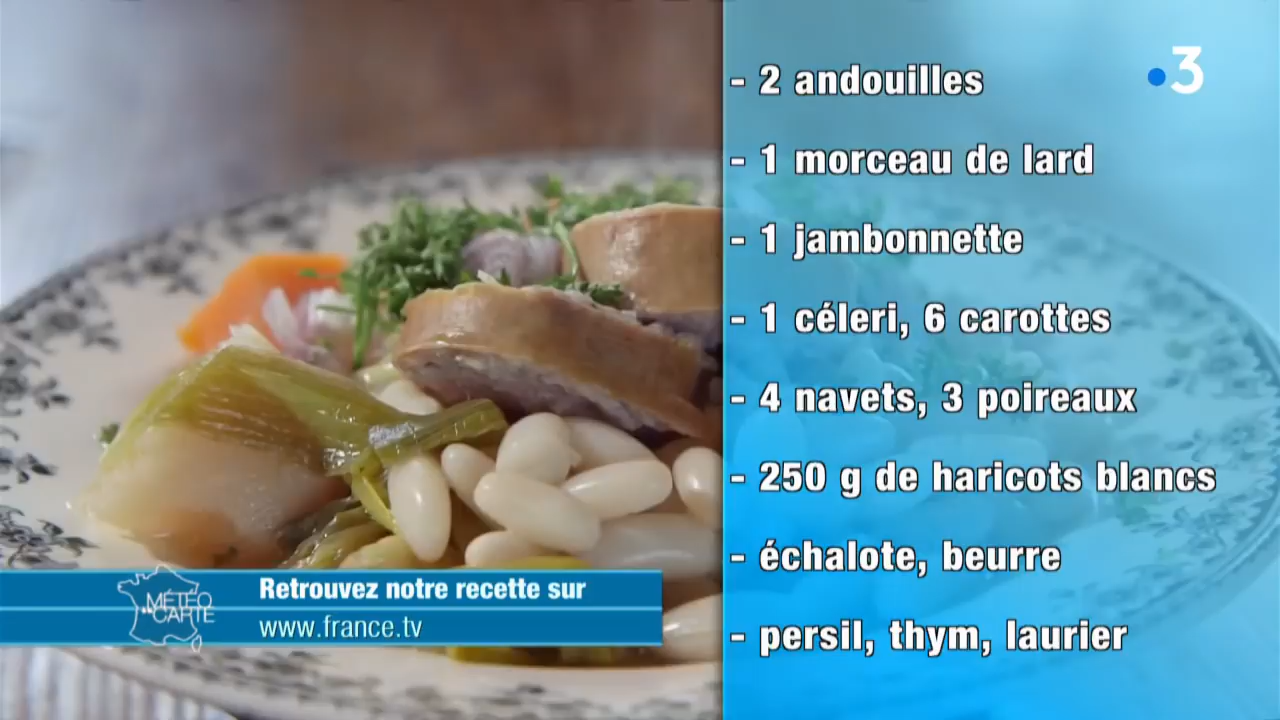 - 2 andouilles
3
- 1 morceau de lard
- 1 jambonnette
- 1 céleri, 6 carottes
- 4 navets, 3 poireaux
- 250 g de haricots blancs
- échalote, beurre
- persil, thym, laurier
MÉTÉO
À LA CARTE
Retrouvez notre recette sur
www.france.tv